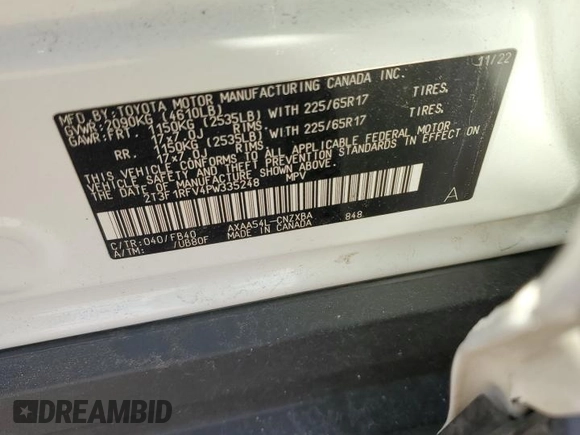 MFD.BY:TOYOTA MOTOR MANUFACTURING CANADA INC. 11/22
GVWR:2090KG (4610LB)
GAWR:FRT. 1150KG (2535LB) WITH 225/65R17 TIRES.
17x7.0J RIMS
RR. 1150KG (2535LB) WITH 225/65R17 TIRES.
17x7.0J RIMS
THIS VEHICLE CONFORMS TO ALL APPLICABLE FEDERAL MOTOR
VEHICLE SAFETY AND THEFT PREVENTION STANDARDS IN EFFECT ON
THE DATE OF MANUFACTURE SHOWN ABOVE.
2T3F1RFV4PW335248 MPV
A
C/TR:040/FB40 AXAA54L-CNZXBA 848
A/TM: /UB80F MADE IN CANADA
DREAMBID